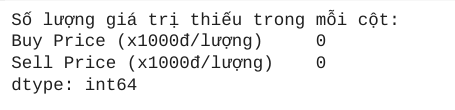 Số lượng giá trị thiếu trong mỗi cột:
Buy Price (x1000đ/lượng)     0
Sell Price (x1000đ/lượng)    0
dtype: int64